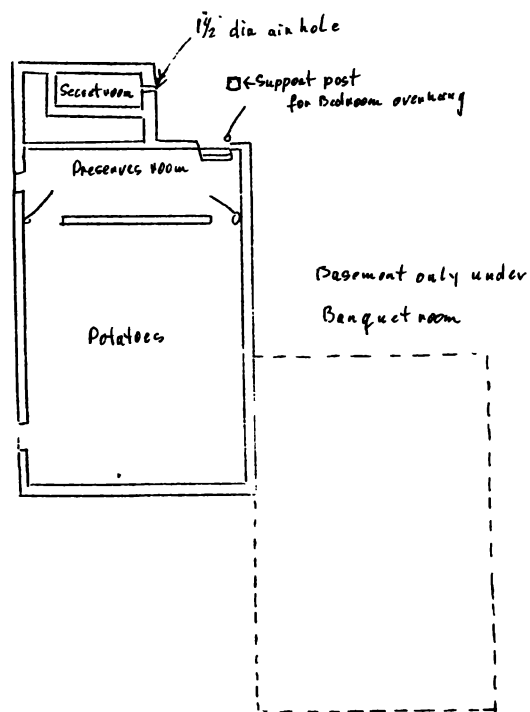 1½" dia air hole
Secret room
←Support post
for Bedroom overhang
Preserves room
Basement only under
Banquet room
Potatoes